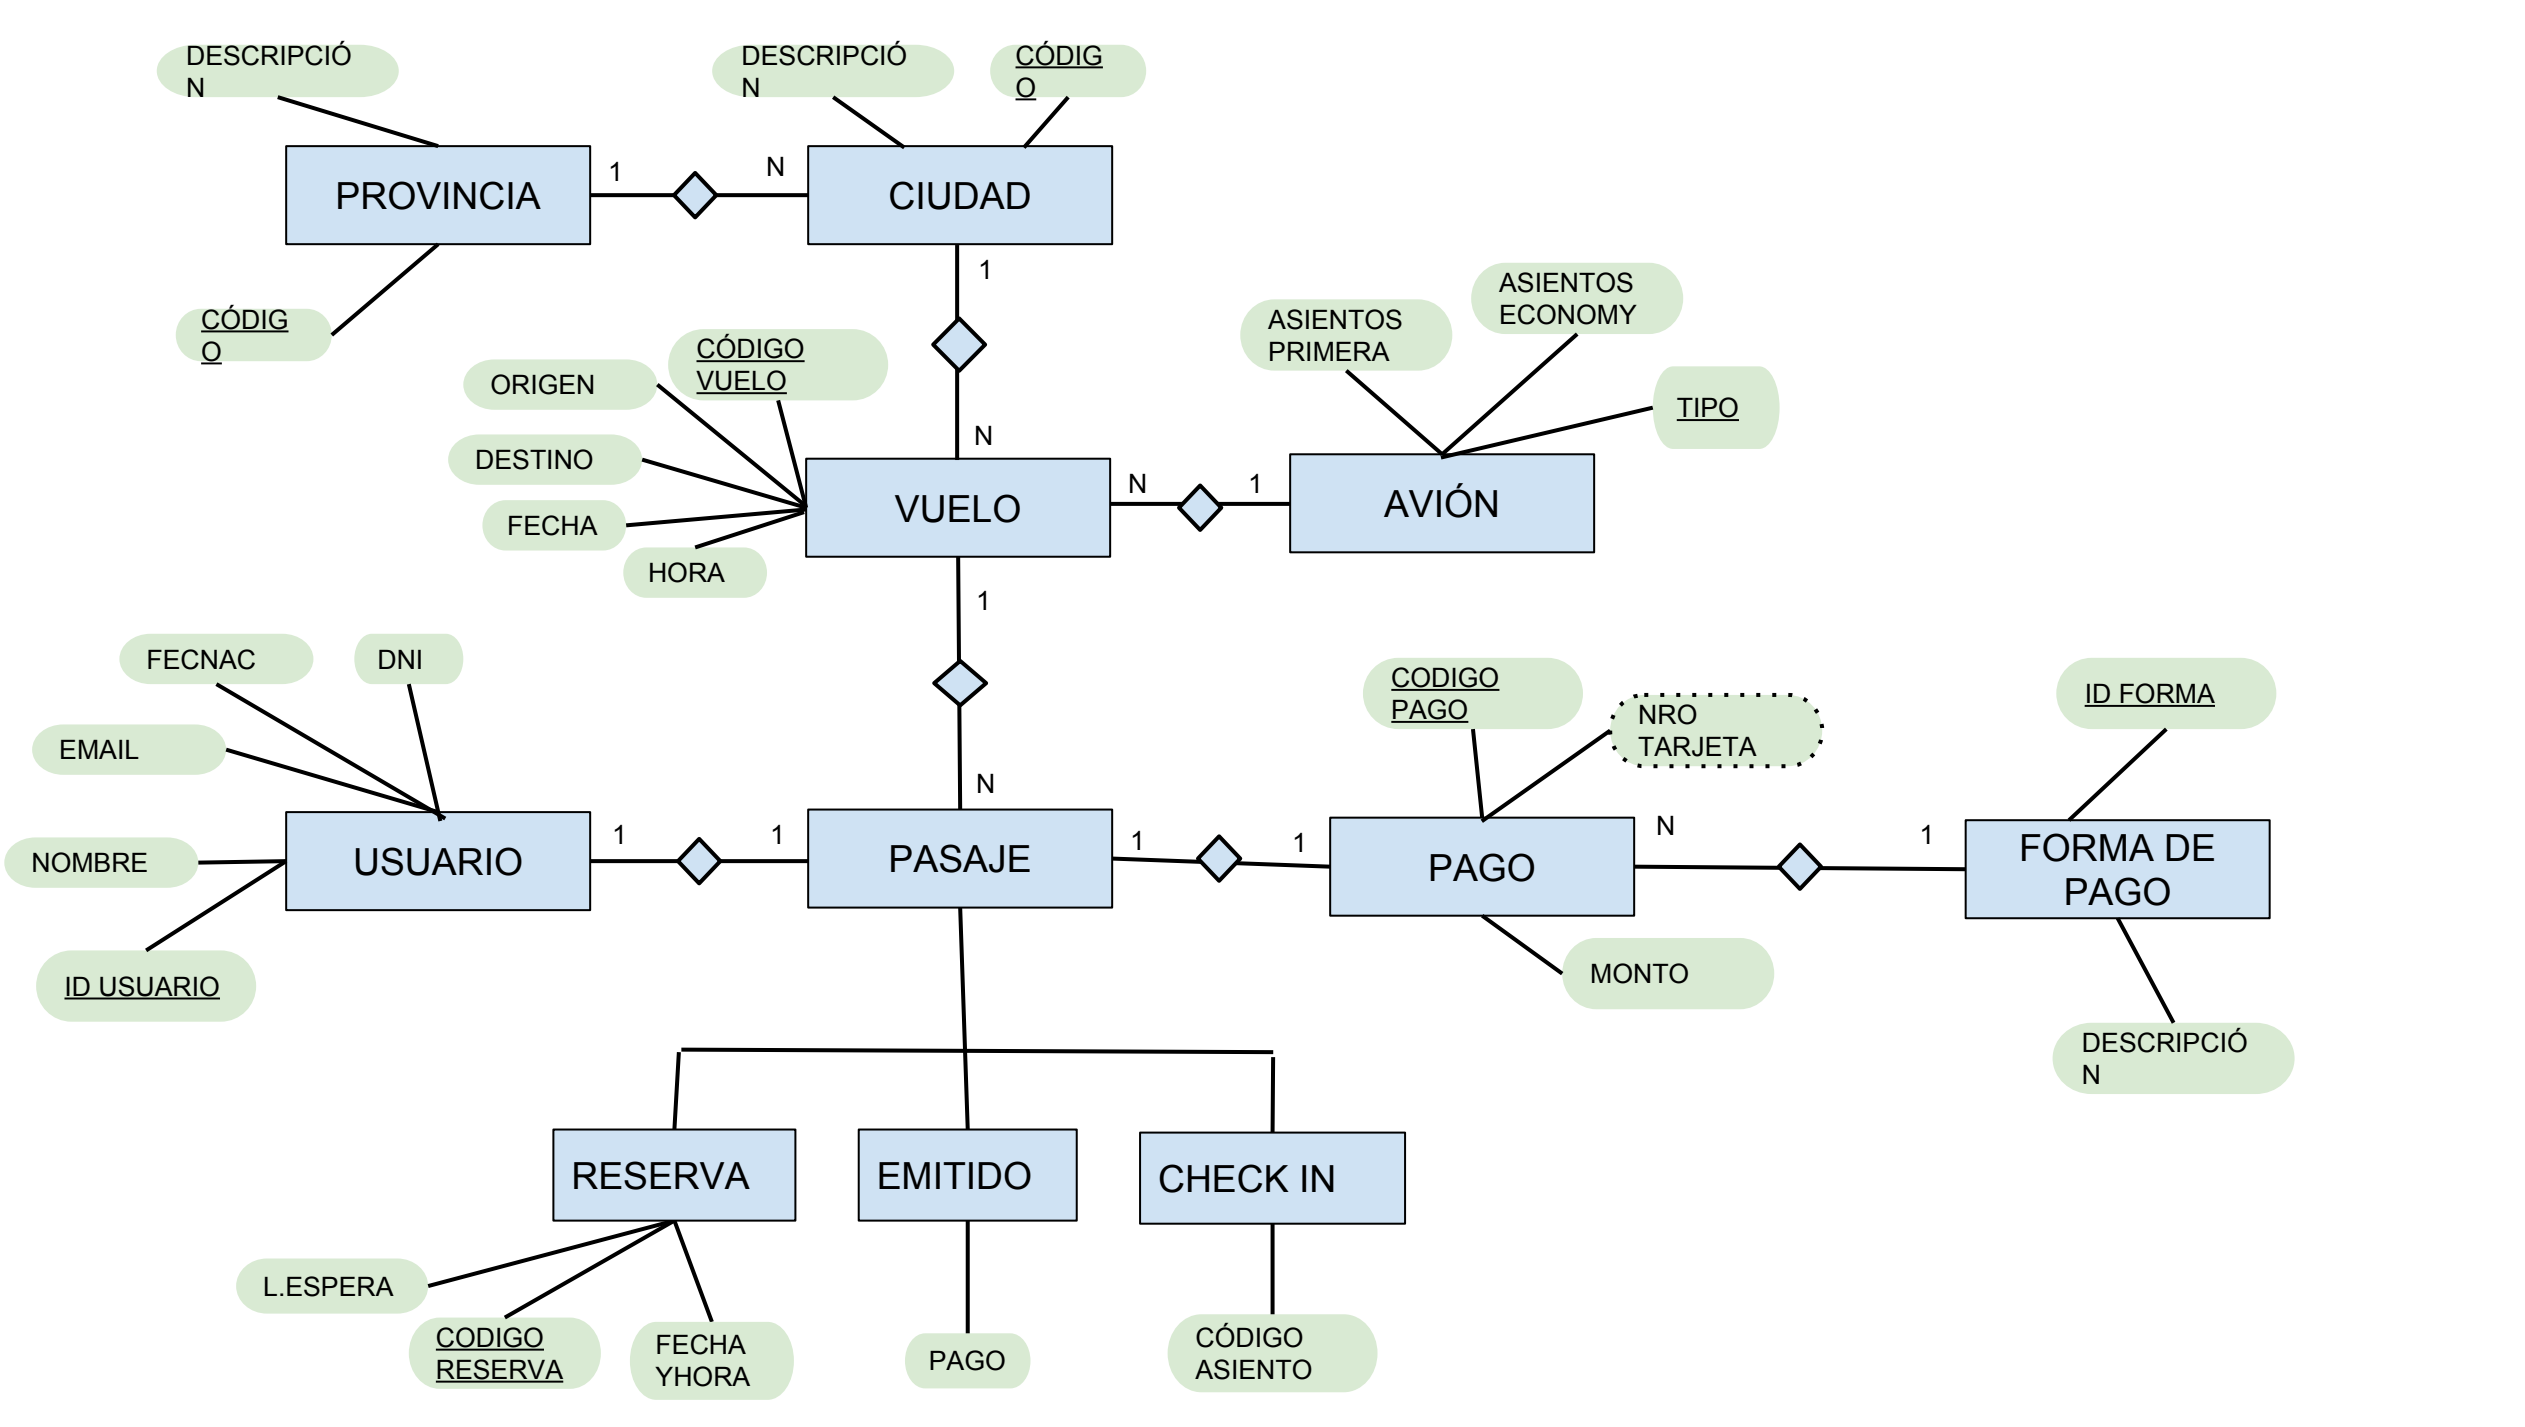 DESCRIPCIÓ
N
DESCRIPCIÓ
N
CÓDIG
O
PROVINCIA
1
N
CIUDAD
CÓDIG
O
1
N
ORIGEN
CÓDIGO
VUELO
DESTINO
FECHA
HORA
VUELO
N
1
ASIENTOS
PRIMERA
ASIENTOS
ECONOMY
TIPO
AVIÓN
1
N
FECNAC
DNI
EMAIL
NOMBRE
ID USUARIO
USUARIO
1
1
PASAJE
1
1
CODIGO
PAGO
NRO
TARJETA
PAGO
MONTO
N
1
ID FORMA
FORMA DE
PAGO
DESCRIPCIÓ
N
RESERVA
EMITIDO
CHECK IN
L.ESPERA
CODIGO
RESERVA
FECHA
YHORA
PAGO
CÓDIGO
ASIENTO